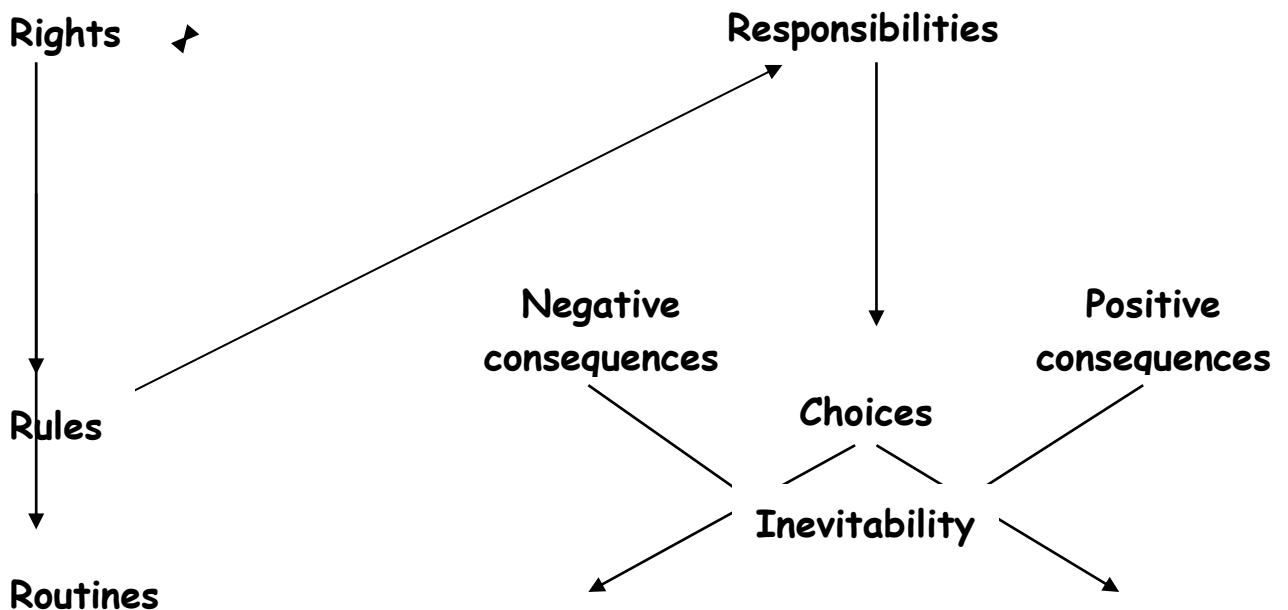 Rights
Responsibilities
Negative
consequences
Positive
consequences
Choices
Rules
Inevitability
Routines